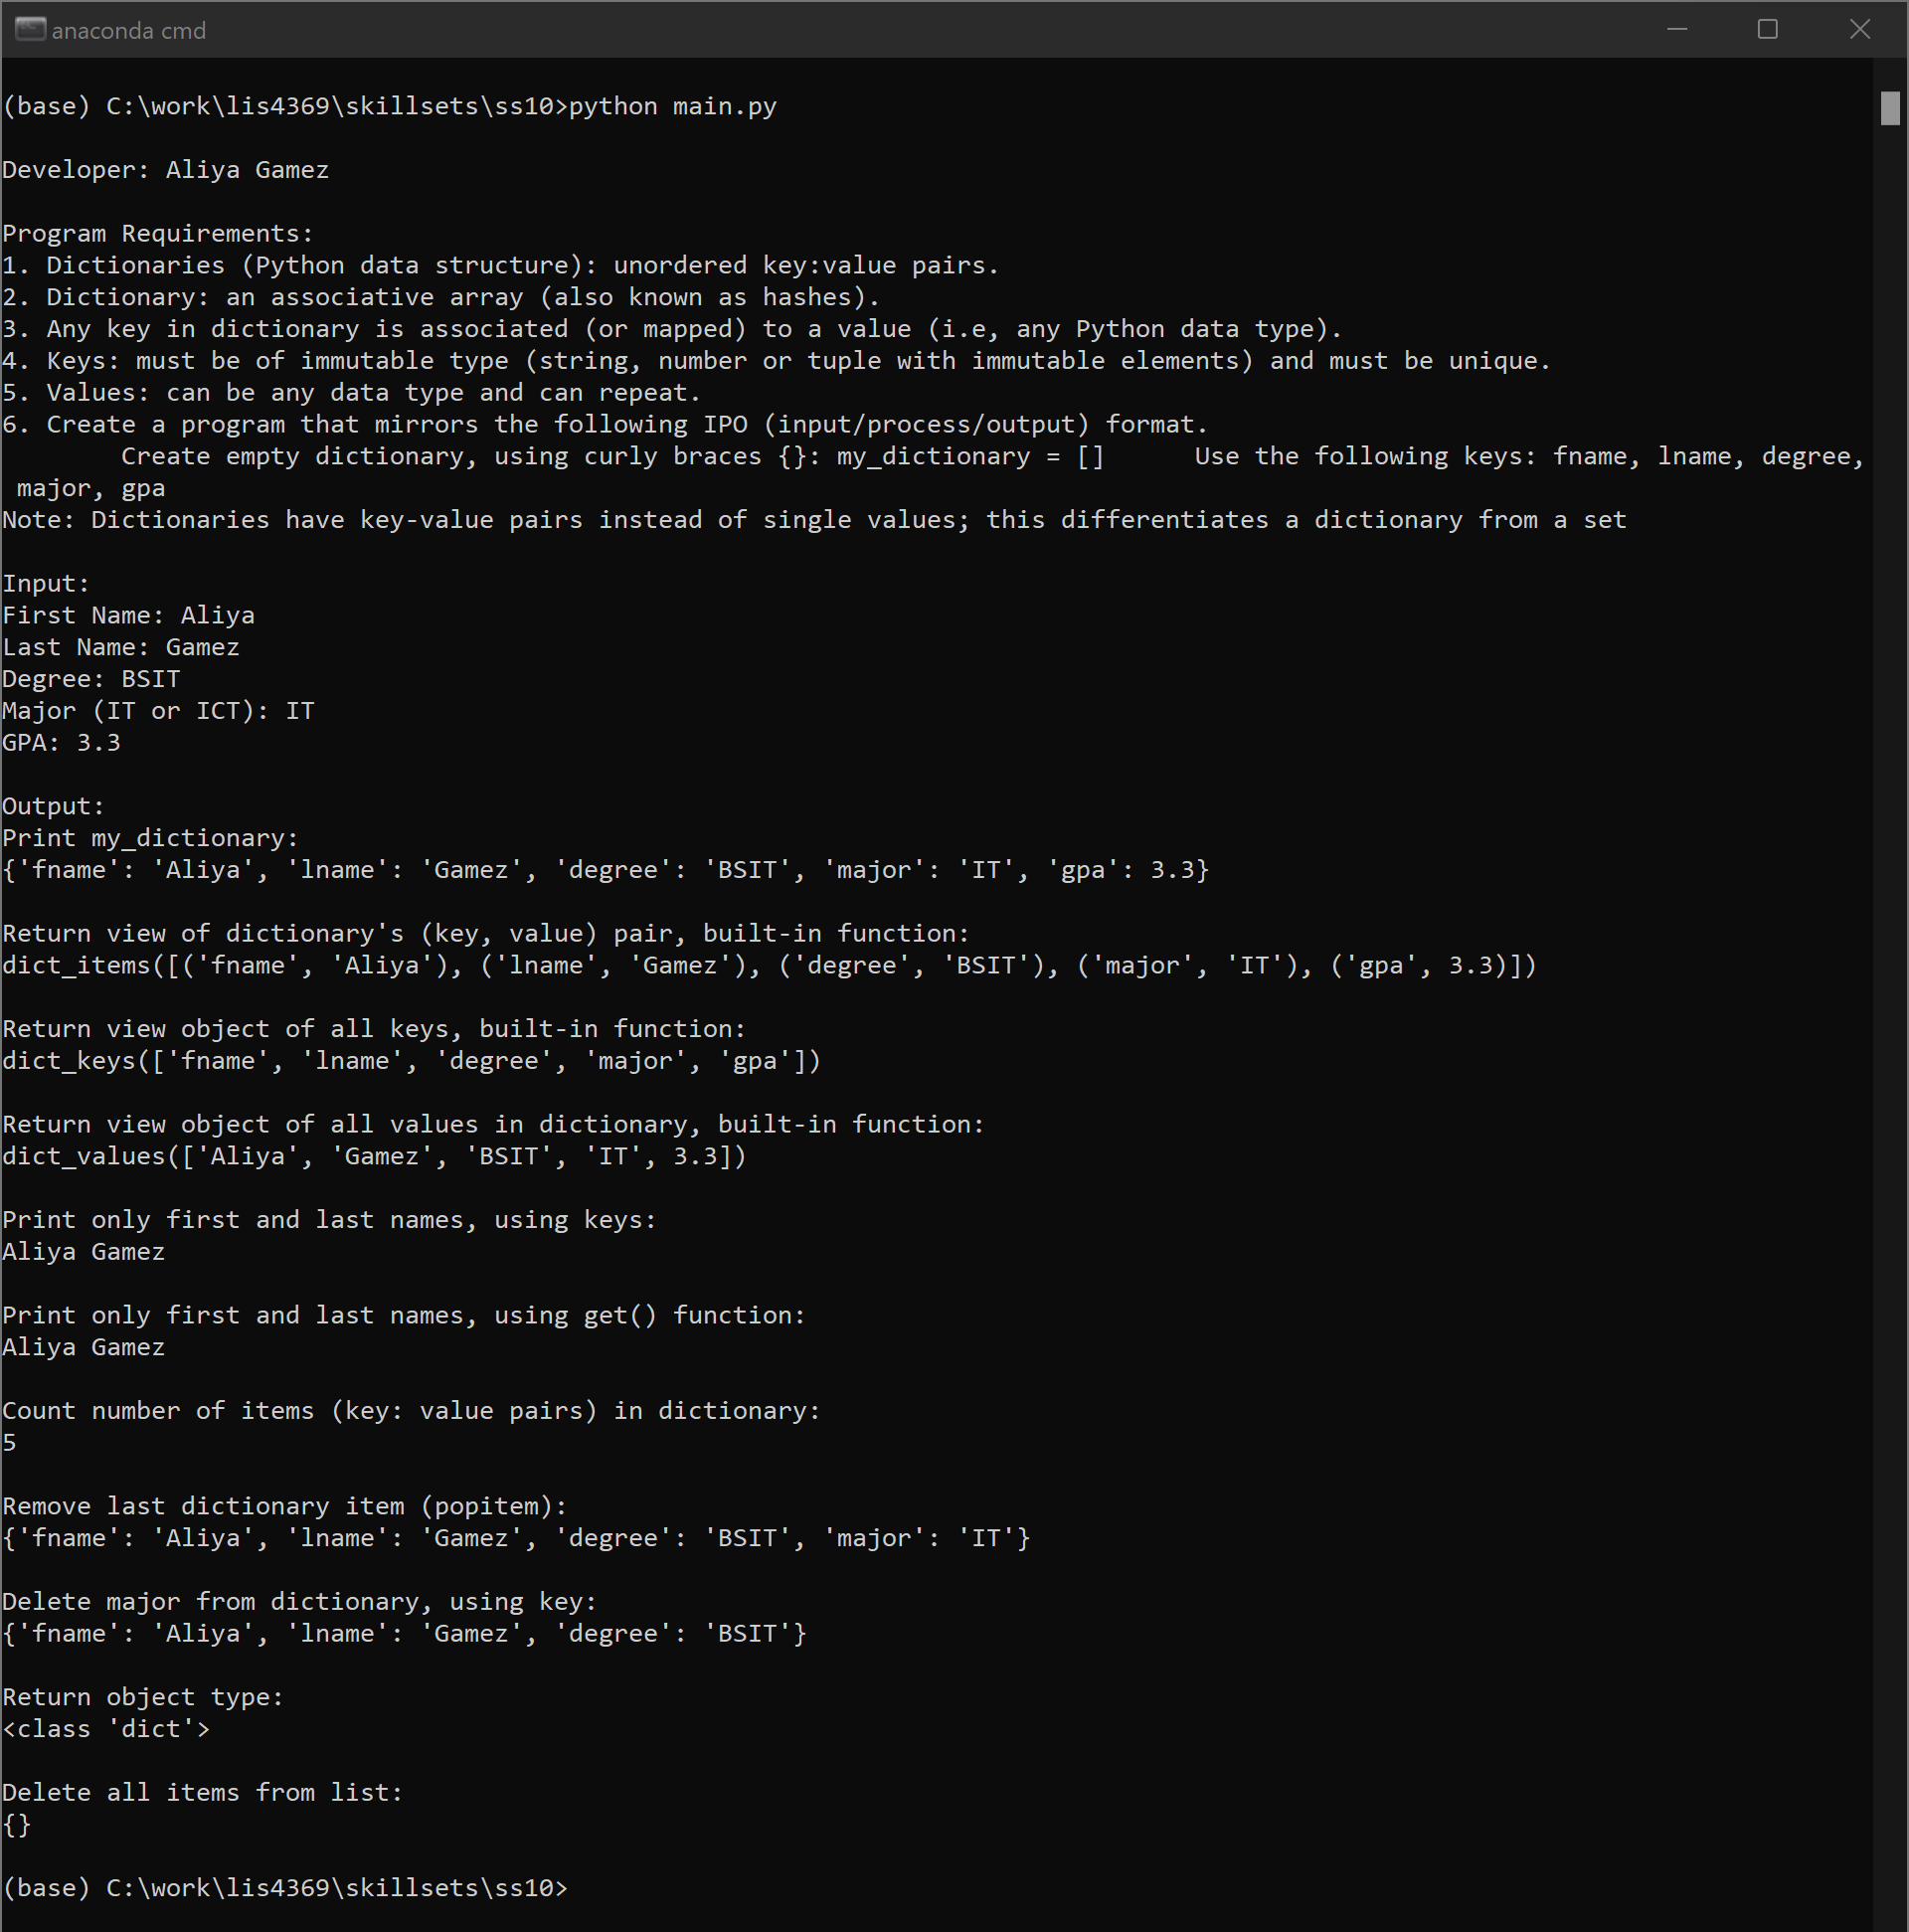 anaconda cmd
(base) C:\work\lis4369\skillsets\ss10>python main.py
Developer: Aliya Gamez
Program Requirements:
1. Dictionaries (Python data structure): unordered key:value pairs.
2. Dictionary: an associative array (also known as hashes).
3. Any key in dictionary is associated (or mapped) to a value (i.e, any Python data type).
4. Keys: must be of immutable type (string, number or tuple with immutable elements) and must be unique.
5. Values: can be any data type and can repeat.
6. Create a program that mirrors the following IPO (input/process/output) format.
        Create empty dictionary, using curly braces {}: my_dictionary = []      Use the following keys: fname, lname, degree,
 major, gpa
Note: Dictionaries have key-value pairs instead of single values; this differentiates a dictionary from a set
Input:
First Name: Aliya
Last Name: Gamez
Degree: BSIT
Major (IT or ICT): IT
GPA: 3.3
Output:
Print my_dictionary:
{'fname': 'Aliya', 'lname': 'Gamez', 'degree': 'BSIT', 'major': 'IT', 'gpa': 3.3}
Return view of dictionary's (key, value) pair, built-in function:
dict_items([('fname', 'Aliya'), ('lname', 'Gamez'), ('degree', 'BSIT'), ('major', 'IT'), ('gpa', 3.3)])
Return view object of all keys, built-in function:
dict_keys(['fname', 'lname', 'degree', 'major', 'gpa'])
Return view object of all values in dictionary, built-in function:
dict_values(['Aliya', 'Gamez', 'BSIT', 'IT', 3.3])
Print only first and last names, using keys:
Aliya Gamez
Print only first and last names, using get() function:
Aliya Gamez
Count number of items (key: value pairs) in dictionary:
5
Remove last dictionary item (popitem):
{'fname': 'Aliya', 'lname': 'Gamez', 'degree': 'BSIT', 'major': 'IT'}
Delete major from dictionary, using key:
{'fname': 'Aliya', 'lname': 'Gamez', 'degree': 'BSIT'}
Return object type:
<class 'dict'>
Delete all items from list:
{}
(base) C:\work\lis4369\skillsets\ss10>